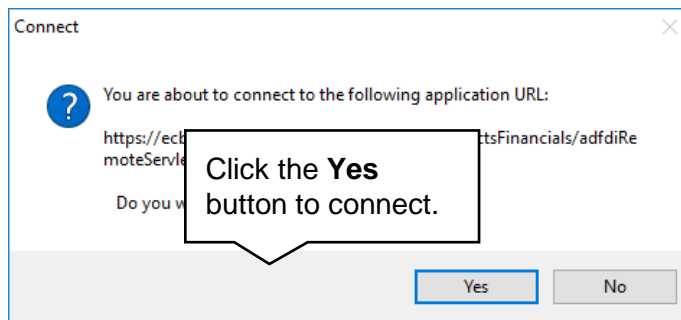 Connect
You are about to connect to the following application URL:
https://ecb tsFinancials/adfdiRe
moteServle
Do you w
Click the Yes
button to connect.
Yes
No